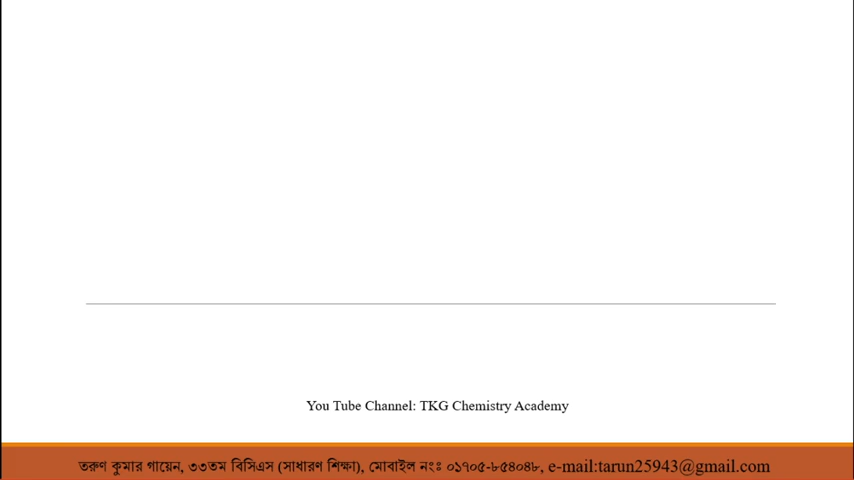 You Tube Channel: TKG Chemistry Academy
তরুণ কুমার গায়েন, ৩৩তম বিসিএস (সাধারণ শিক্ষা), মোবাইল নংঃ ০১৭০৫-৮৫৪০৪৮, e-mail:tarun25943@gmail.com